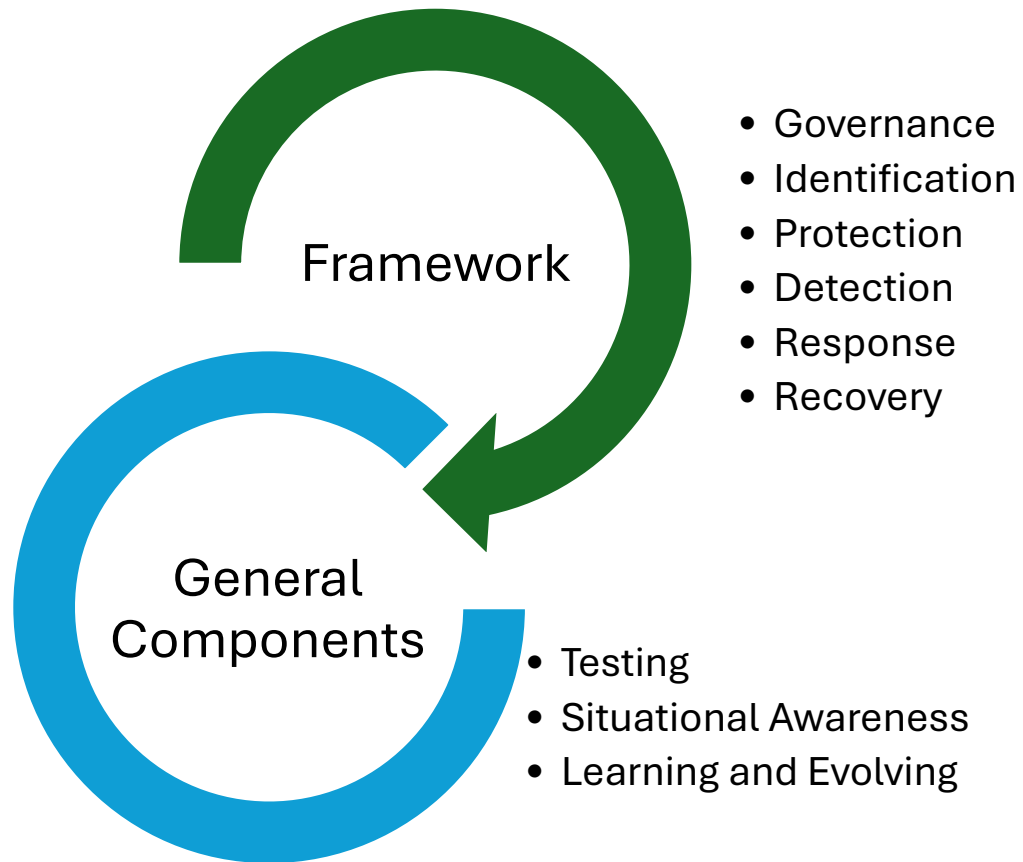 Framework
• Governance
• Identification
• Protection
• Detection
• Response
• Recovery
General
Components
• Testing
• Situational Awareness
• Learning and Evolving